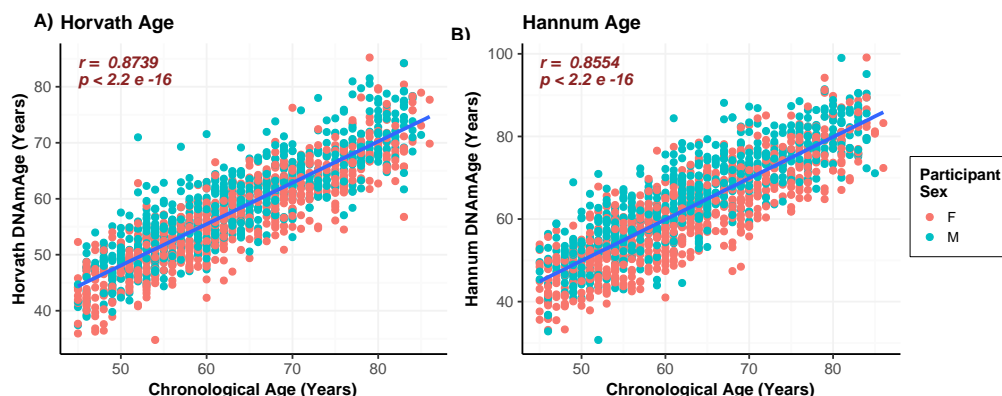 A) Horvath Age
r = 0.8739
p < 2.2 e -16
80
70
60
50
40
Horvath DNAmAge (Years)
50 60 70 80
Chronological Age (Years)
B) Hannum Age
r = 0.8554
p < 2.2 e -16
100
80
60
40
Hannum DNAmAge (Years)
50 60 70 80
Chronological Age (Years)
Participant
Sex
F
M